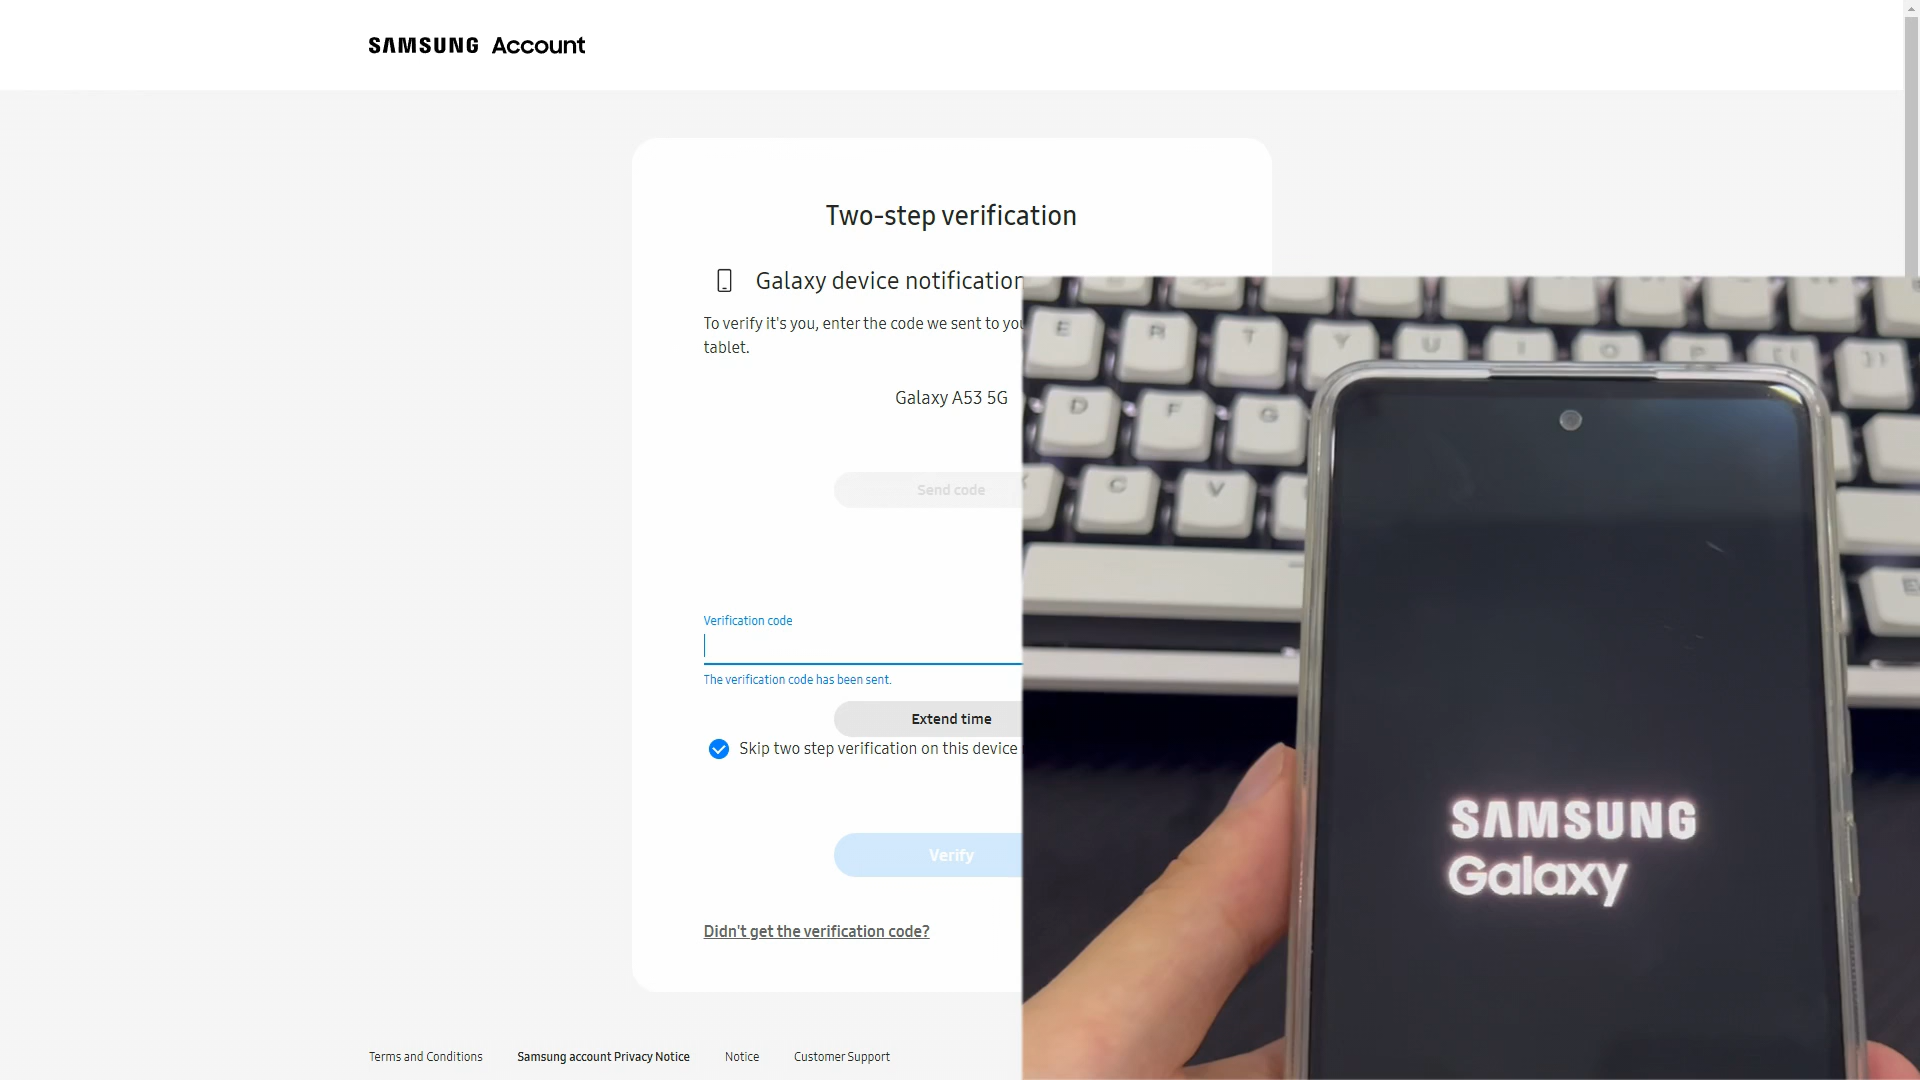 SAMSUNG Account
Two-step verification
Galaxy device notification
To verify it's you, enter the code we sent to you
tablet.
Galaxy A53 5G
Send code
Verification code
The verification code has been sent.
Extend time
Skip two step verification on this device
Verify
Didn't get the verification code?
Terms and Conditions Samsung account Privacy Notice Notice Customer Support
E R T Y U I O P [ {
D F G
C V
SAMSUNG
Galaxy